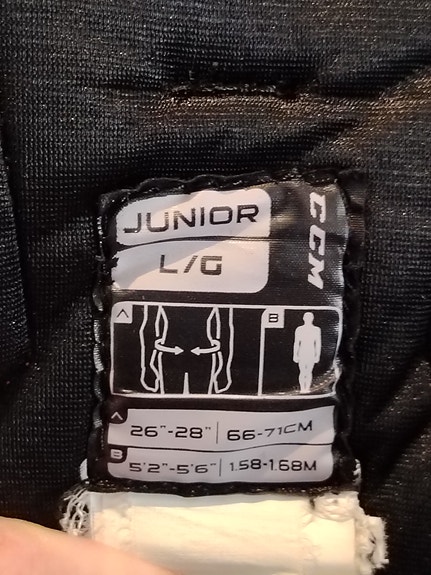 JUNIOR
L/G
CCM
A
B
A 26"-28" 66-71CM
B 5'2"-5'6" 1.58-1.68M